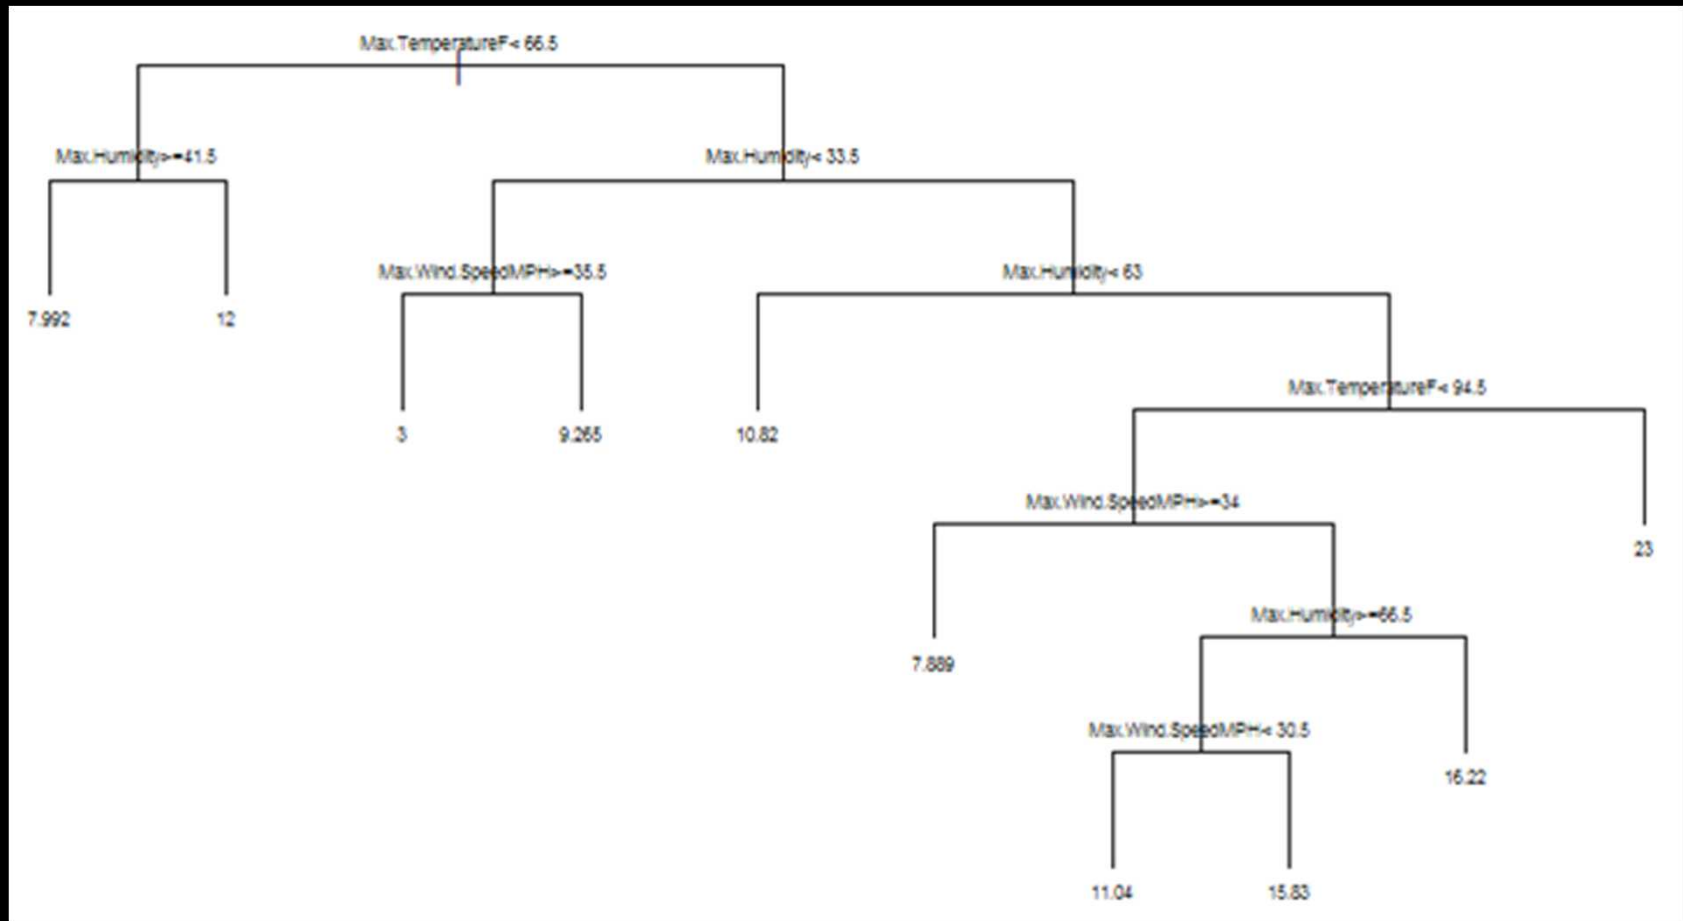 Max.TemperatureF< 66.5
Max.Humidity>=41.5
Max.Humidity< 33.5
Max.Wind.SpeedMPH>=35.5
Max.Humidity< 63
7.992
12
Max.TemperatureF< 94.5
3
9.265
10.82
Max.Wind.SpeedMPH>=34
23
Max.Humidity>=66.5
7.889
Max.Wind.SpeedMPH< 30.5
16.22
11.04
15.83